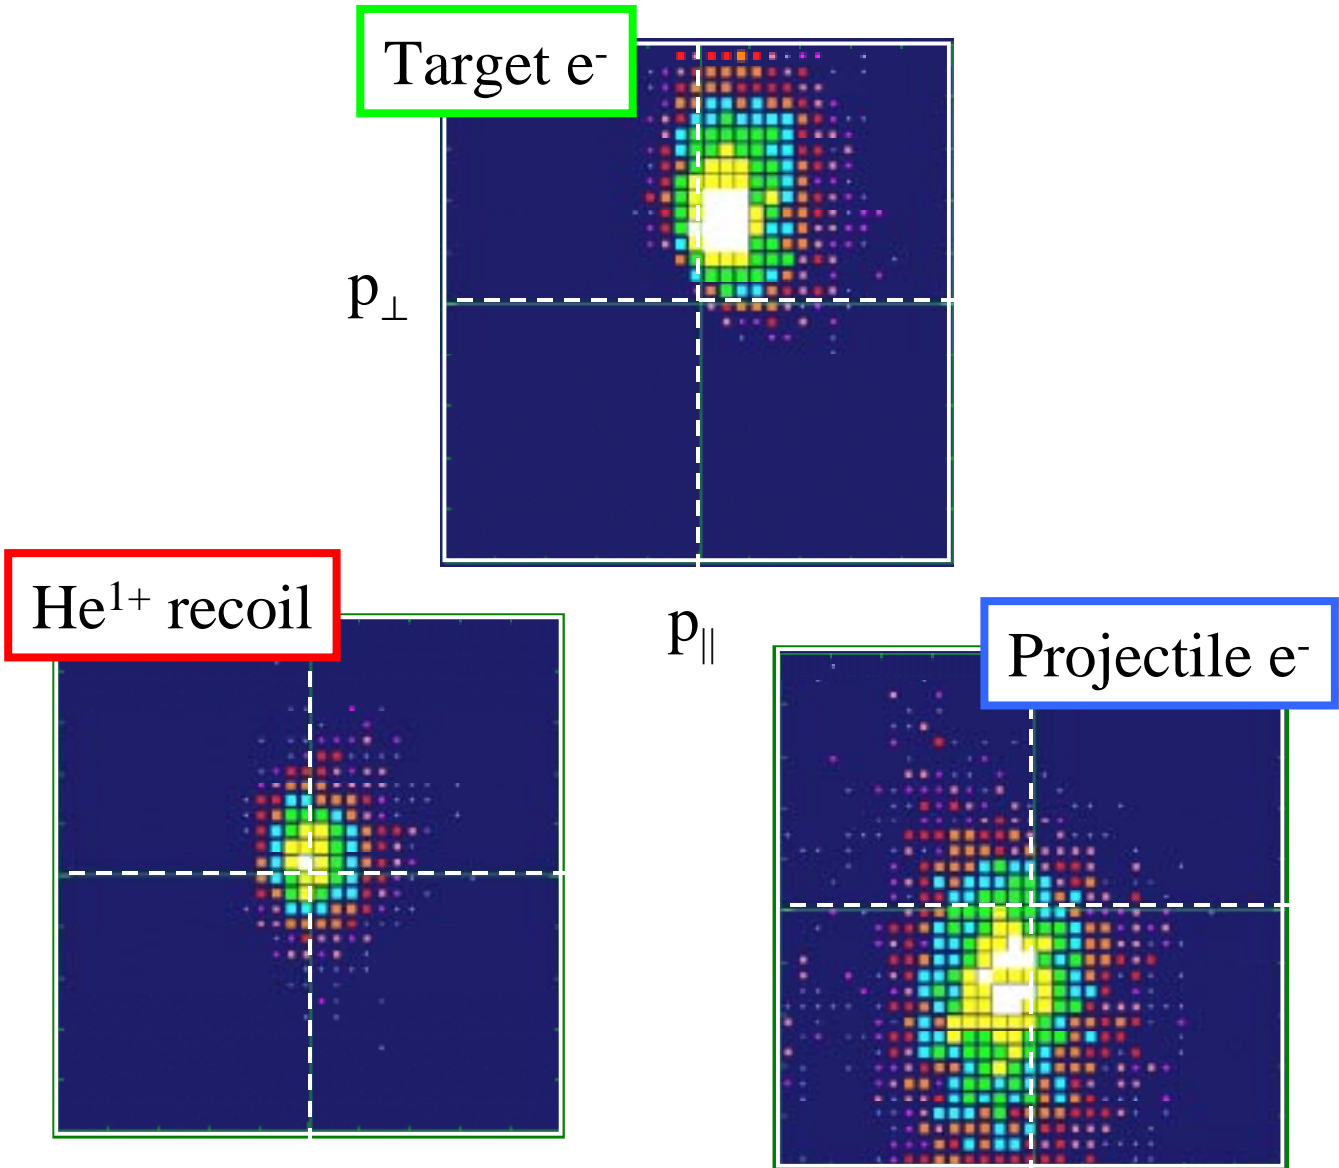 Target e⁻
p⊥
He¹⁺ recoil
p||
Projectile e⁻